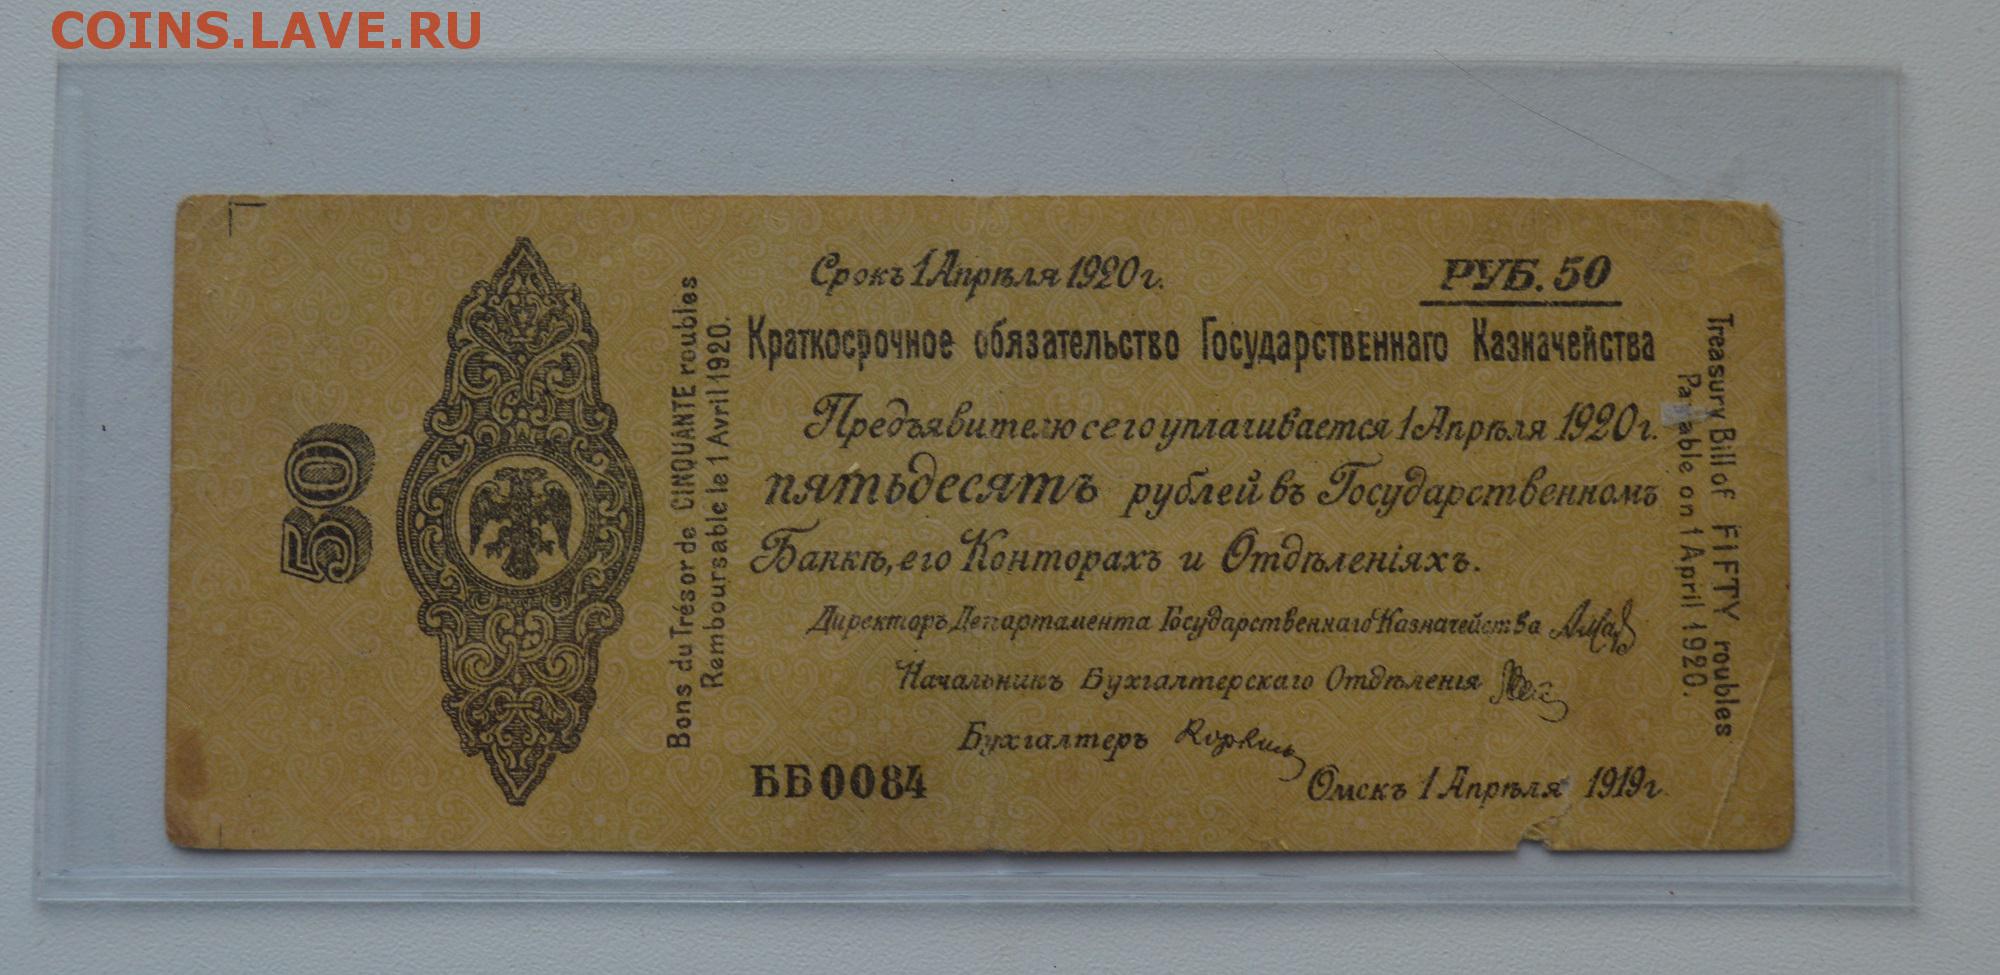 COINS.LAVE.RU
50
Bons du Trésor de CINQUANTE roubles
Remboursable le 1 Avril 1920.
Срокъ 1 Апрѣля 1920 г.
РУБ. 50
Краткосрочное обязательство Государственнаго Казначейства
Предъявителю сего уплачивается 1 Апрѣля 1920 г.
пятьдесятъ рублей въ Государственномъ
Банкѣ, его Конторахъ и Отдѣленіяхъ.
Директоръ Департамента Государственнаго Казначейства
Начальникъ Бухгалтерскаго Отдѣленія
Бухгалтеръ
ББ0084
Омскъ 1 Апрѣля 1919 г.
Treasury Bill of FIFTY roubles
Payable on 1 April 1920.